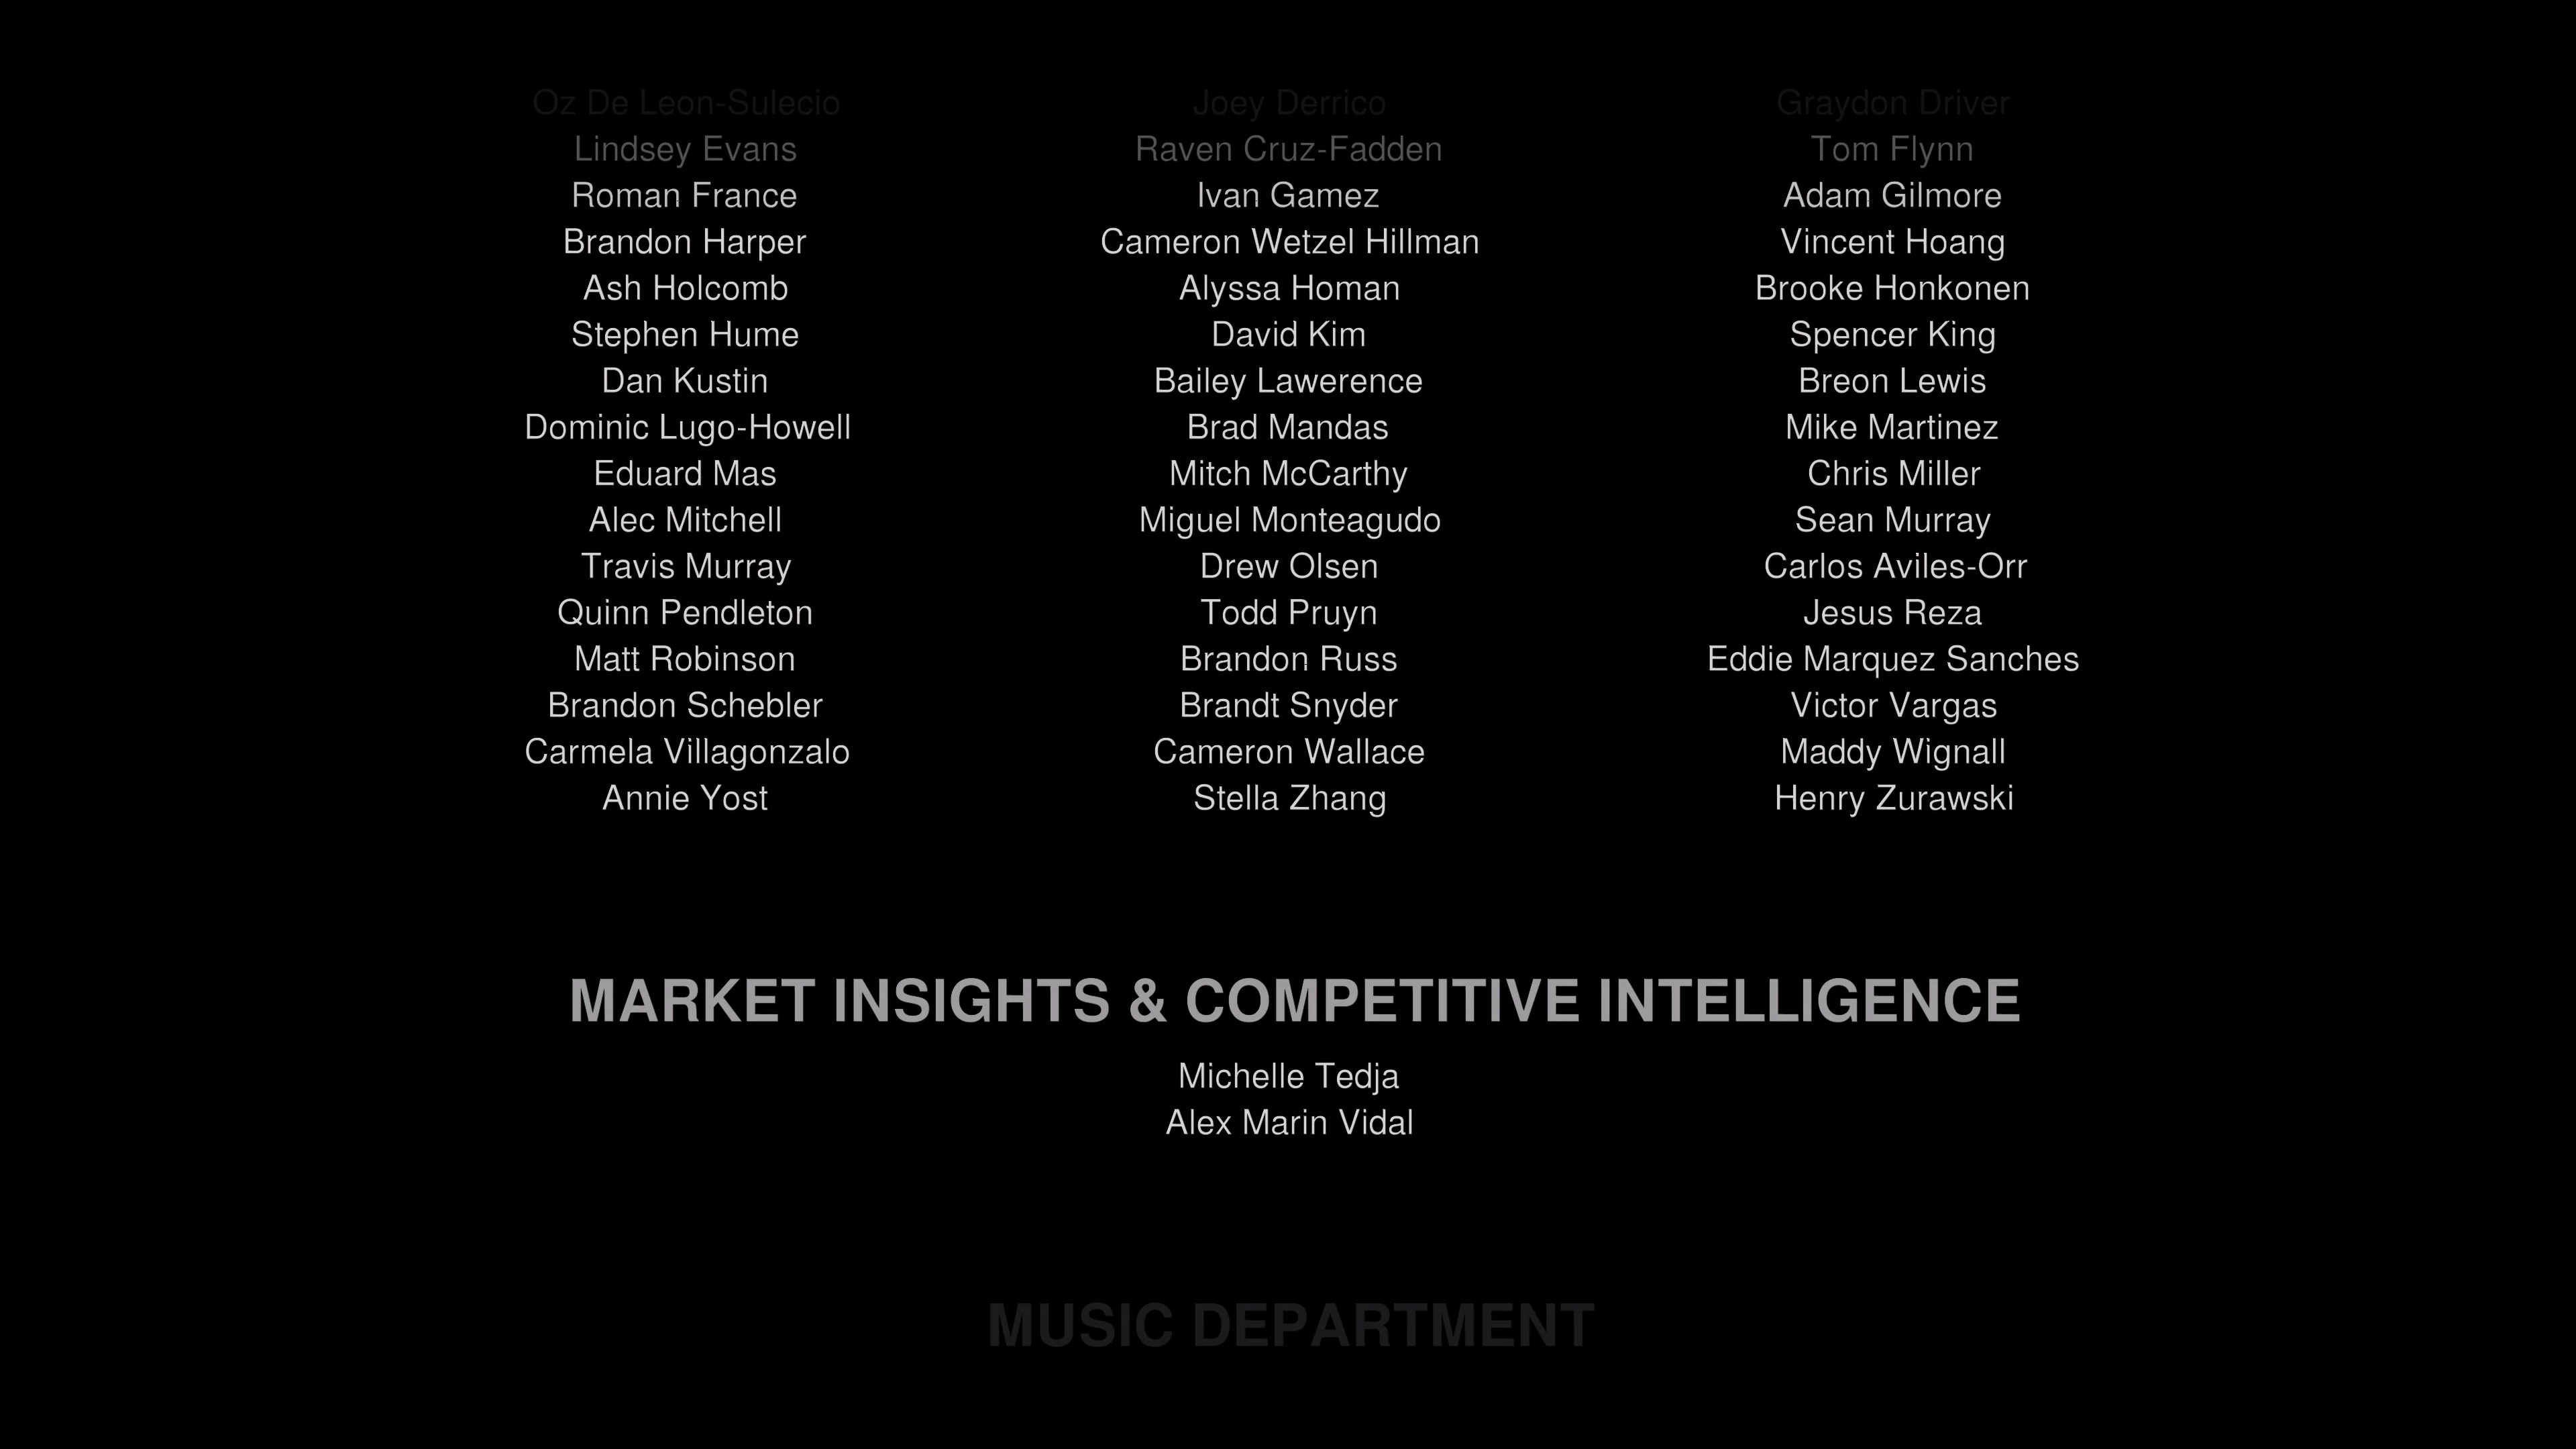 Oz De Leon-Sulecio Joey Derrico Graydon Driver
Lindsey Evans Raven Cruz-Fadden Tom Flynn
Roman France Ivan Gamez Adam Gilmore
Brandon Harper Cameron Wetzel Hillman Vincent Hoang
Ash Holcomb Alyssa Homan Brooke Honkonen
Stephen Hume David Kim Spencer King
Dan Kustin Bailey Lawerence Breon Lewis
Dominic Lugo-Howell Brad Mandas Mike Martinez
Eduard Mas Mitch McCarthy Chris Miller
Alec Mitchell Miguel Monteagudo Sean Murray
Travis Murray Drew Olsen Carlos Aviles-Orr
Quinn Pendleton Todd Pruyn Jesus Reza
Matt Robinson Brandon Russ Eddie Marquez Sanches
Brandon Schebler Brandt Snyder Victor Vargas
Carmela Villagonzalo Cameron Wallace Maddy Wignall
Annie Yost Stella Zhang Henry Zurawski
MARKET INSIGHTS & COMPETITIVE INTELLIGENCE
Michelle Tedja
Alex Marin Vidal
MUSIC DEPARTMENT